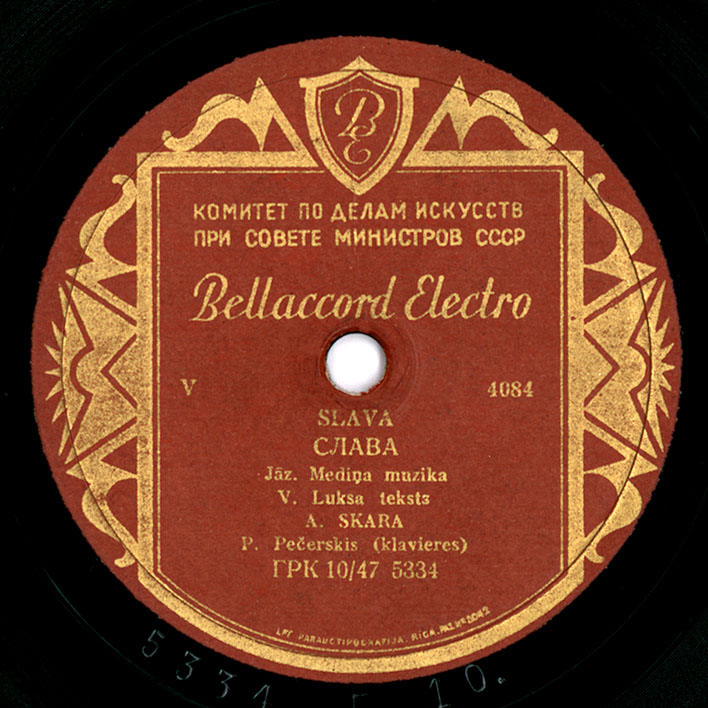 BE
КОМИТЕТ ПО ДЕЛАМ ИСКУССТВ
ПРИ СОВЕТЕ МИНИСТРОВ СССР
Bellaccord Electro
V 4084
SLAVA
СЛАВА
Jāz. Mediņa muzika
V. Luksa teksts
A. SKARA
P. Pečerskis (klavieres)
ГРК 10/47 5334
RĪGA.
5334 10.